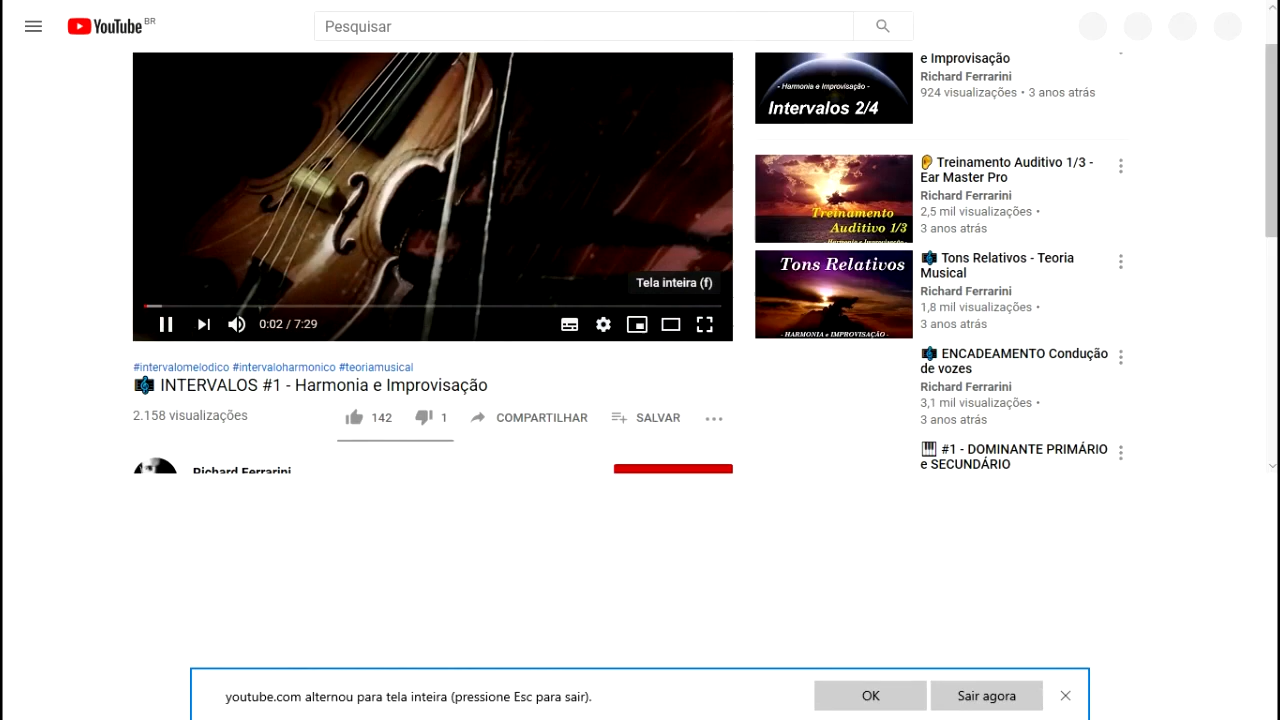 YouTube BR
Pesquisar
e Improvisação
Richard Ferrarini
924 visualizações • 3 anos atrás
- Harmonia e Improvisação -
Intervalos 2/4
Treinamento
Auditivo 1/3
- Harmonia e Improvisação -
👂 Treinamento Auditivo 1/3 -
Ear Master Pro
Richard Ferrarini
2,5 mil visualizações •
3 anos atrás
Tons Relativos
- HARMONIA e IMPROVISAÇÃO -
🎼 Tons Relativos - Teoria
Musical
Richard Ferrarini
1,8 mil visualizações •
3 anos atrás
🎼 ENCADEAMENTO Condução
de vozes
Richard Ferrarini
3,1 mil visualizações •
3 anos atrás
🎹 #1 - DOMINANTE PRIMÁRIO
e SECUNDÁRIO
Tela inteira (f)
0:02 / 7:29
#intervalomelodico #intervaloharmonico #teoriamusical
🎼 INTERVALOS #1 - Harmonia e Improvisação
2.158 visualizações
142
1
COMPARTILHAR
SALVAR
Richard Ferrarini
youtube.com alternou para tela inteira (pressione Esc para sair).
OK
Sair agora